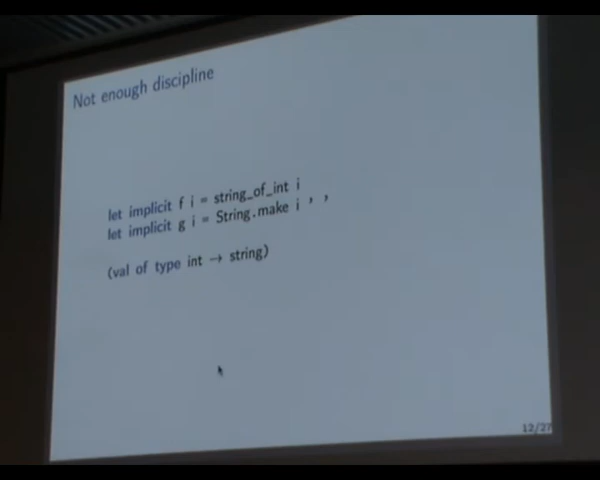 Not enough discipline
let implicit f i = string_of_int i
let implicit g i = String.make i ' '
(val of type int → string)
12/27